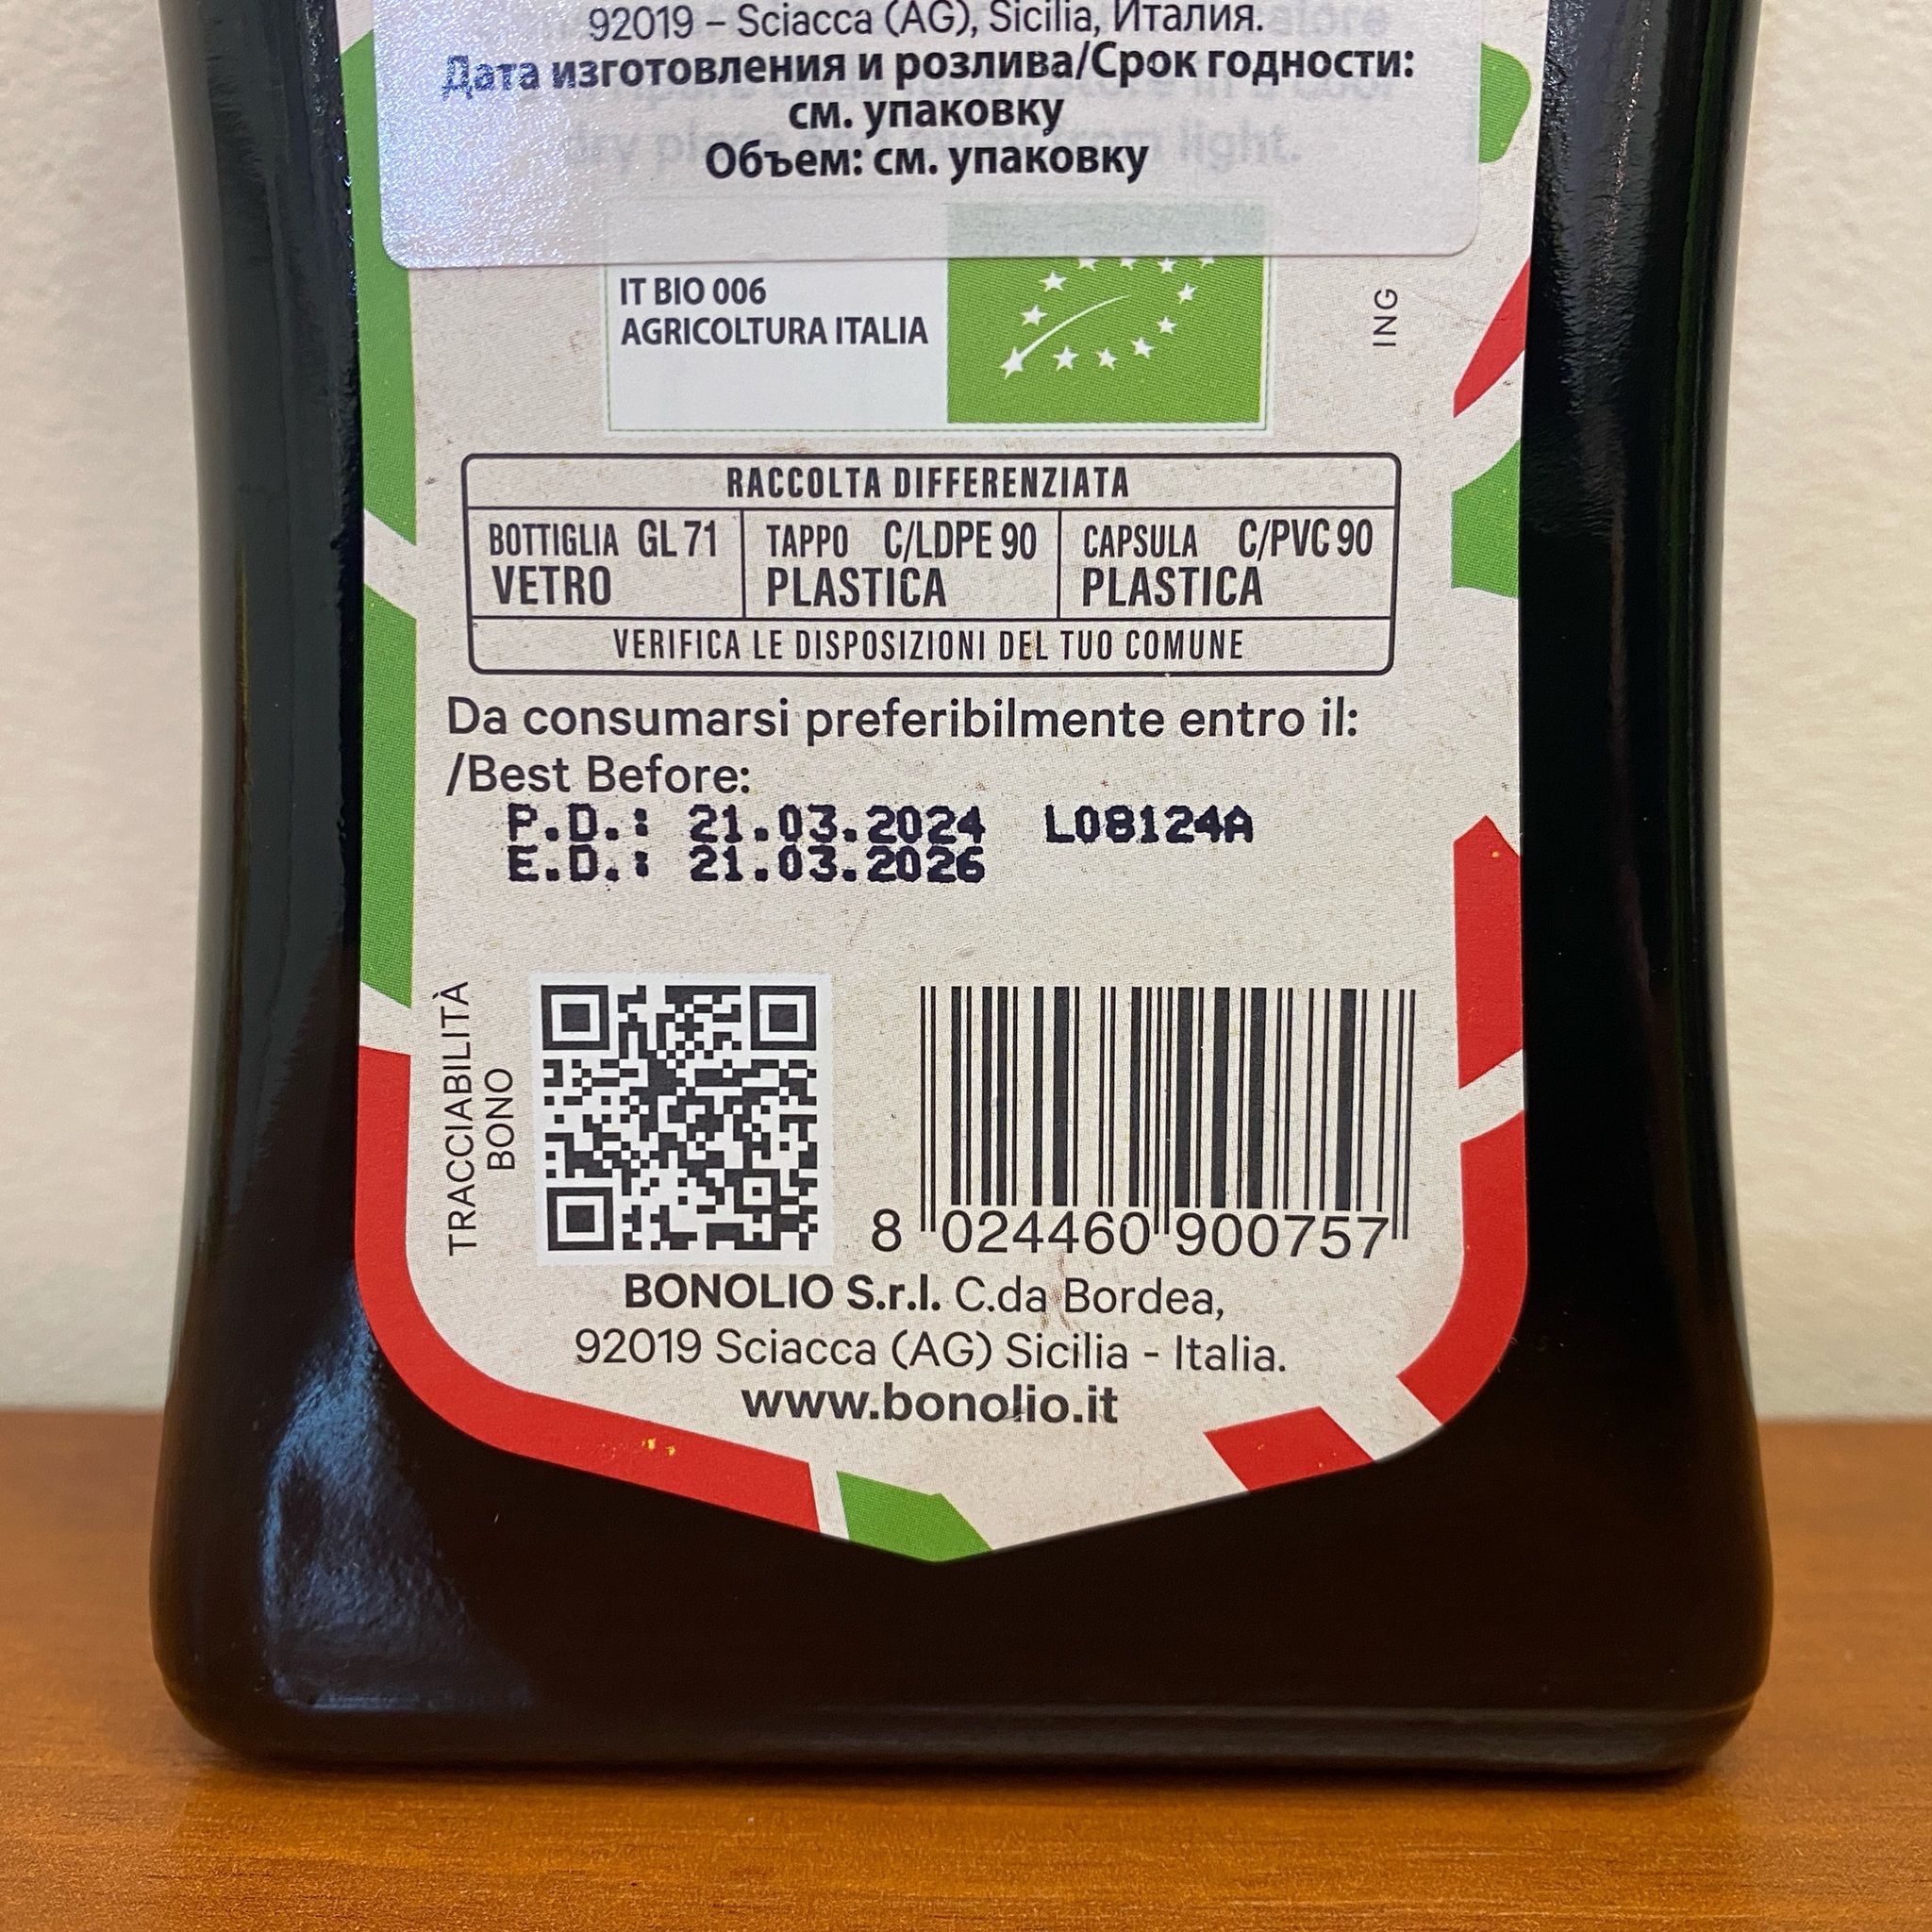 92019 – Sciacca (AG), Sicilia, Италия.
Дата изготовления и розлива/Срок годности:
см. упаковку
Объем: см. упаковку
dry light.
IT BIO 006
AGRICOLTURA ITALIA
ING
RACCOLTA DIFFERENZIATA
BOTTIGLIA GL 71
VETRO
TAPPO C/LDPE 90
PLASTICA
CAPSULA C/PVC 90
PLASTICA
VERIFICA LE DISPOSIZIONI DEL TUO COMUNE
Da consumarsi preferibilmente entro il:
/Best Before:
P.D.: 21.03.2024 L08124A
E.D.: 21.03.2026
TRACCIABILITÀ
BONO
8 024460 900757
BONOLIO S.r.l. C.da Bordea,
92019 Sciacca (AG) Sicilia - Italia.
www.bonolio.it